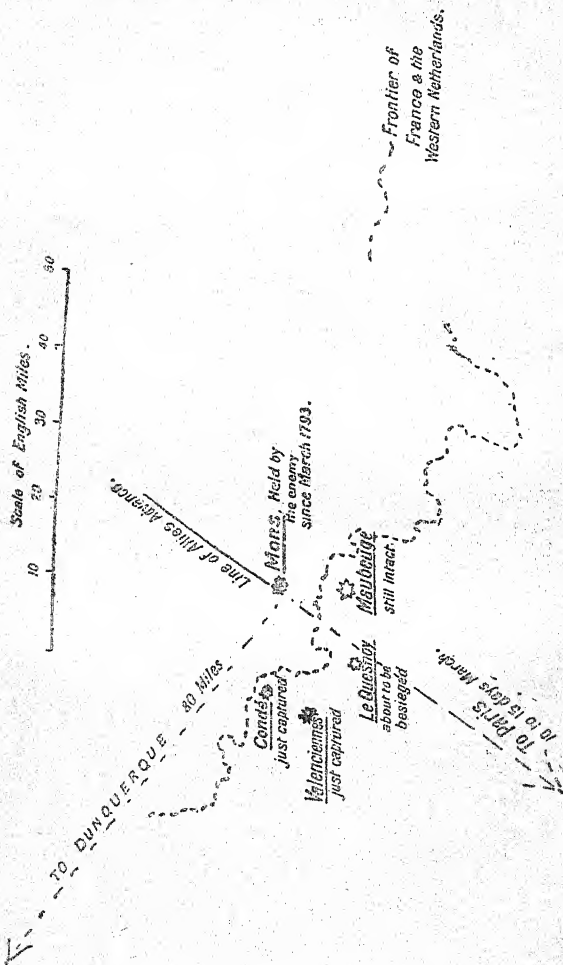 Scale of English Miles.
10
20
30
40
50
TO DUNQUERQUE 80 Miles
Line of Allies Advance.
Mons, Held by
the enemy
since March 1793.
Condé
just captured
Valenciennes
just captured
Le Quesnoy
about to be
besieged
Maubeuge
still intact.
To Paris
10 to 15 days March.
Frontier of
France & the
Western Netherlands.